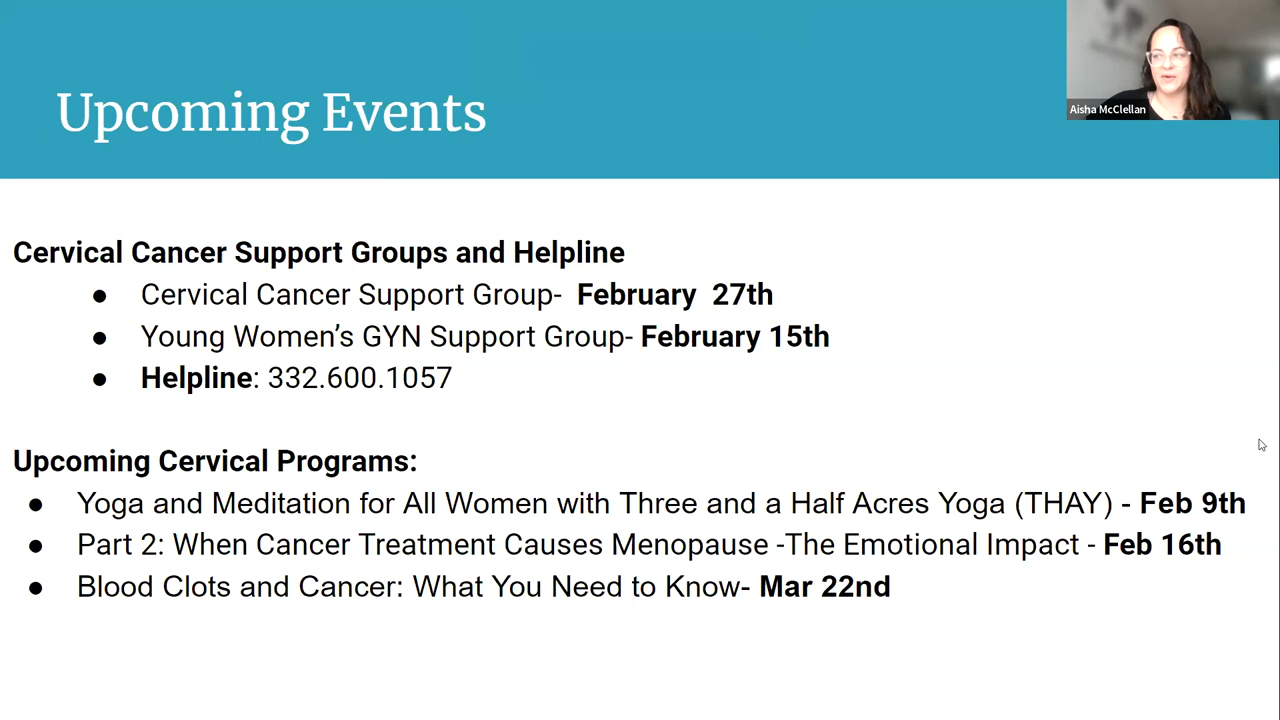 Upcoming Events
Aisha McClellan
Cervical Cancer Support Groups and Helpline
● Cervical Cancer Support Group-  February  27th
● Young Women’s GYN Support Group- February 15th
● Helpline: 332.600.1057
Upcoming Cervical Programs:
● Yoga and Meditation for All Women with Three and a Half Acres Yoga (THAY) - Feb 9th
● Part 2: When Cancer Treatment Causes Menopause -The Emotional Impact - Feb 16th
● Blood Clots and Cancer: What You Need to Know- Mar 22nd